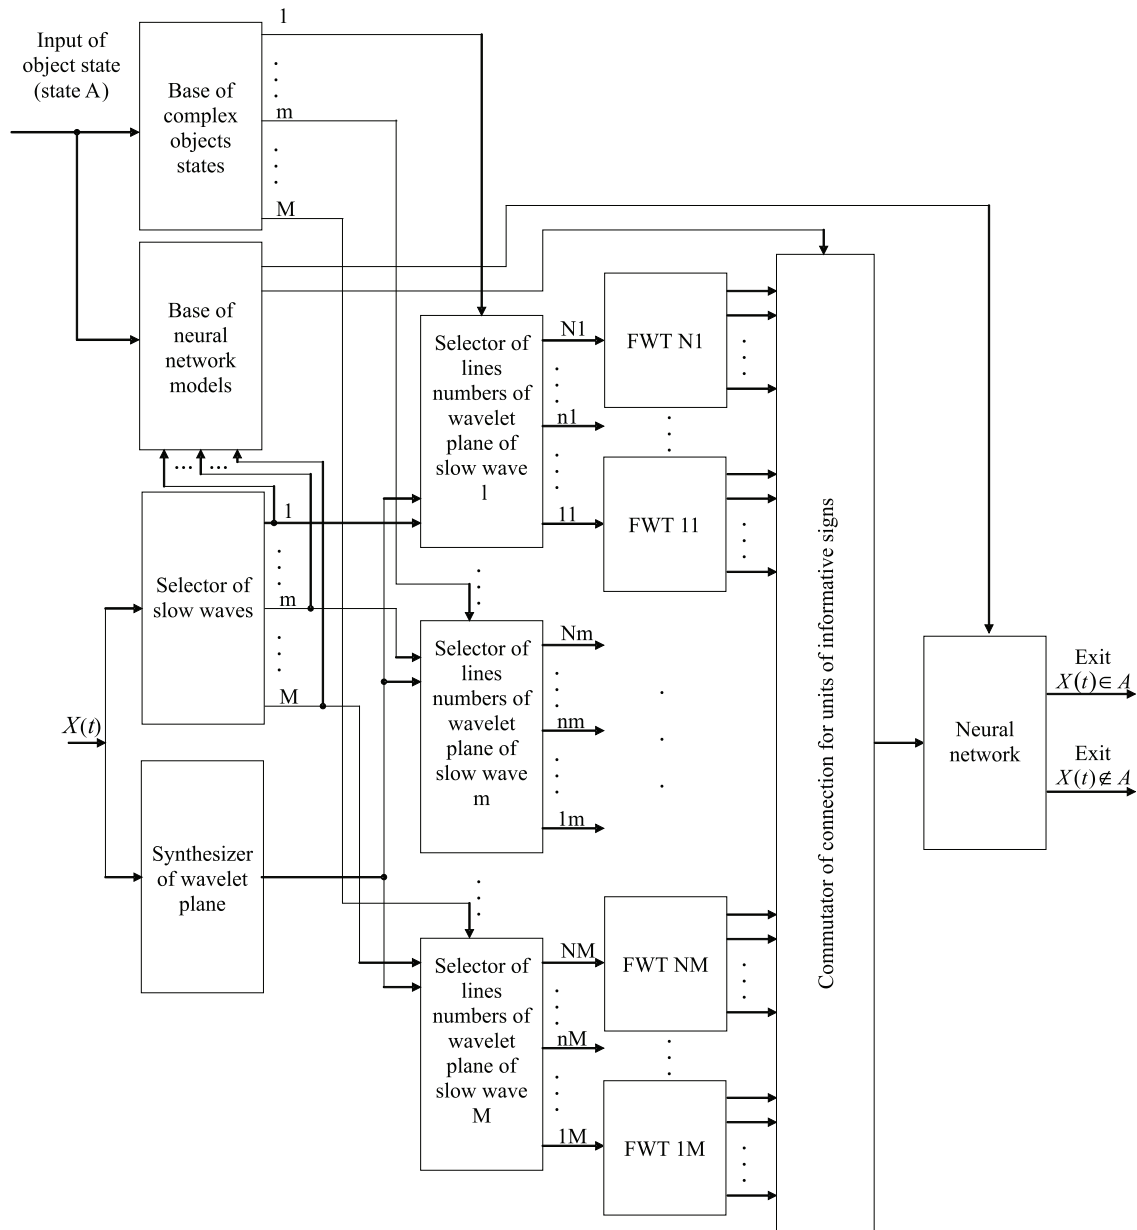 Input of
object state
(state A)
Base of
complex
objects
states
1
m
M
Base of
neural
network
models
Selector of
slow waves
1
m
M
X(t)
Synthesizer
of wavelet
plane
Selector of
lines
numbers of
wavelet
plane of
slow wave
1
N1
n1
11
FWT N1
FWT 11
Selector of
lines
numbers of
wavelet
plane of
slow wave
m
Nm
nm
1m
Selector of
lines
numbers of
wavelet
plane of
slow wave
M
NM
nM
1M
FWT NM
FWT 1M
Commutator of connection for units of informative signs
Neural
network
Exit
X(t)∈A
Exit
X(t)∉A